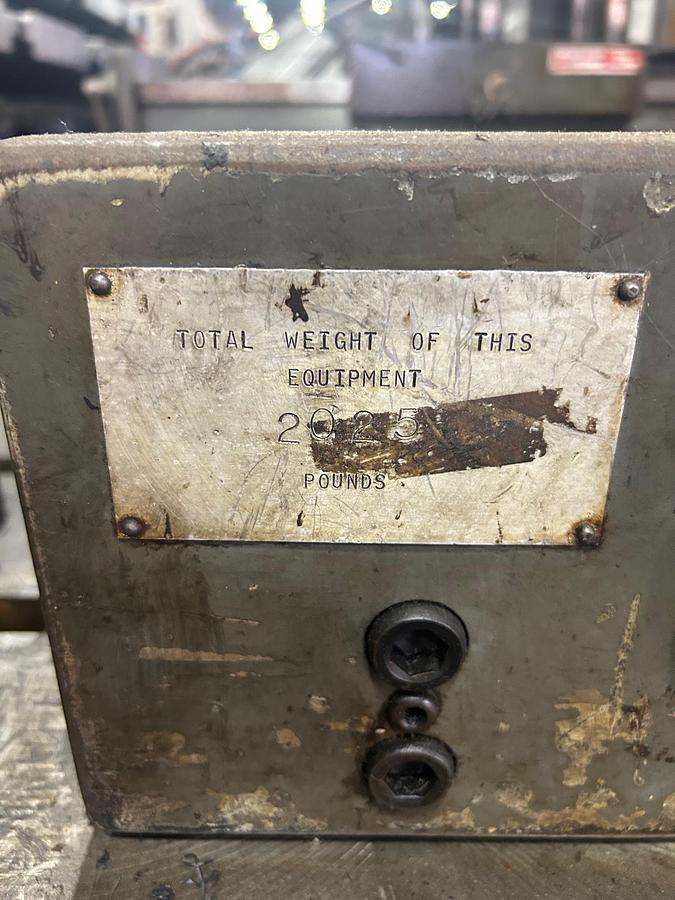 TOTAL WEIGHT OF THIS
EQUIPMENT
2025
POUNDS